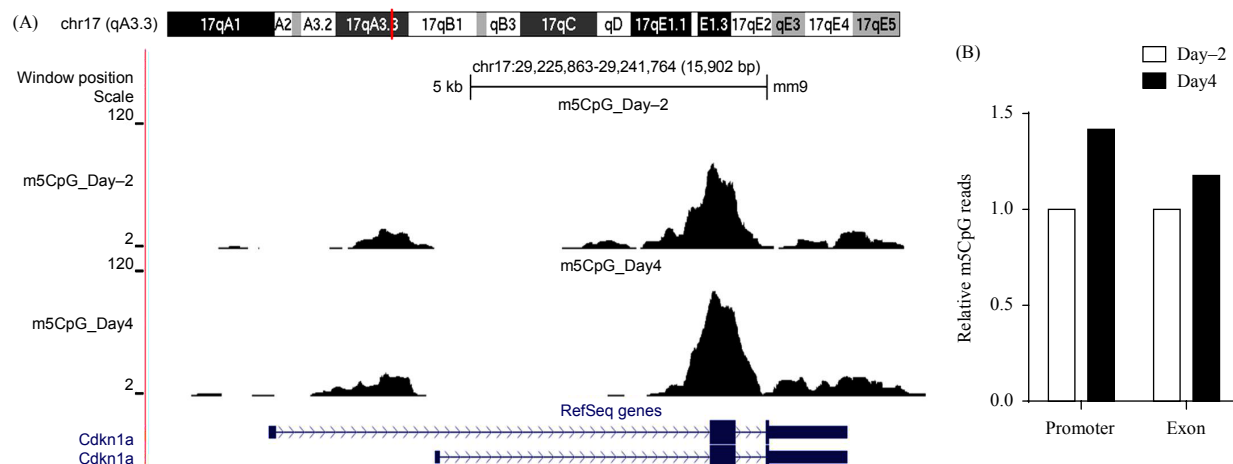 (A)
chr17 (qA3.3)
17qA1 A2 A3.2 17qA3.3 17qB1 qB3 17qC qD 17qE1.1 E1.3 17qE2 qE3 17qE4 17qE5
Window position
chr17:29,225,863-29,241,764 (15,902 bp)
Scale
5 kb
mm9
m5CpG_Day–2
120
m5CpG_Day–2
2
120
m5CpG_Day4
m5CpG_Day4
2
RefSeq genes
Cdkn1a
Cdkn1a
(B)
Day–2
Day4
Relative m5CpG reads
1.5
1.0
0.5
0.0
Promoter
Exon